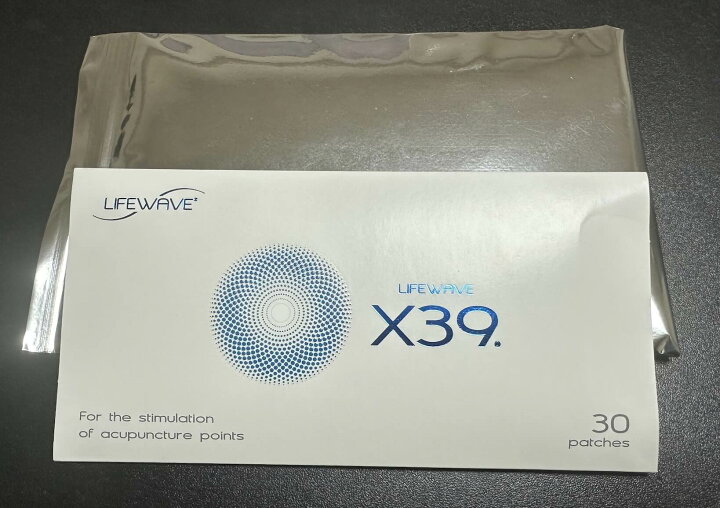 LIFEWAVE
LIFEWAVE
X39®
For the stimulation
of acupuncture points
30
patches